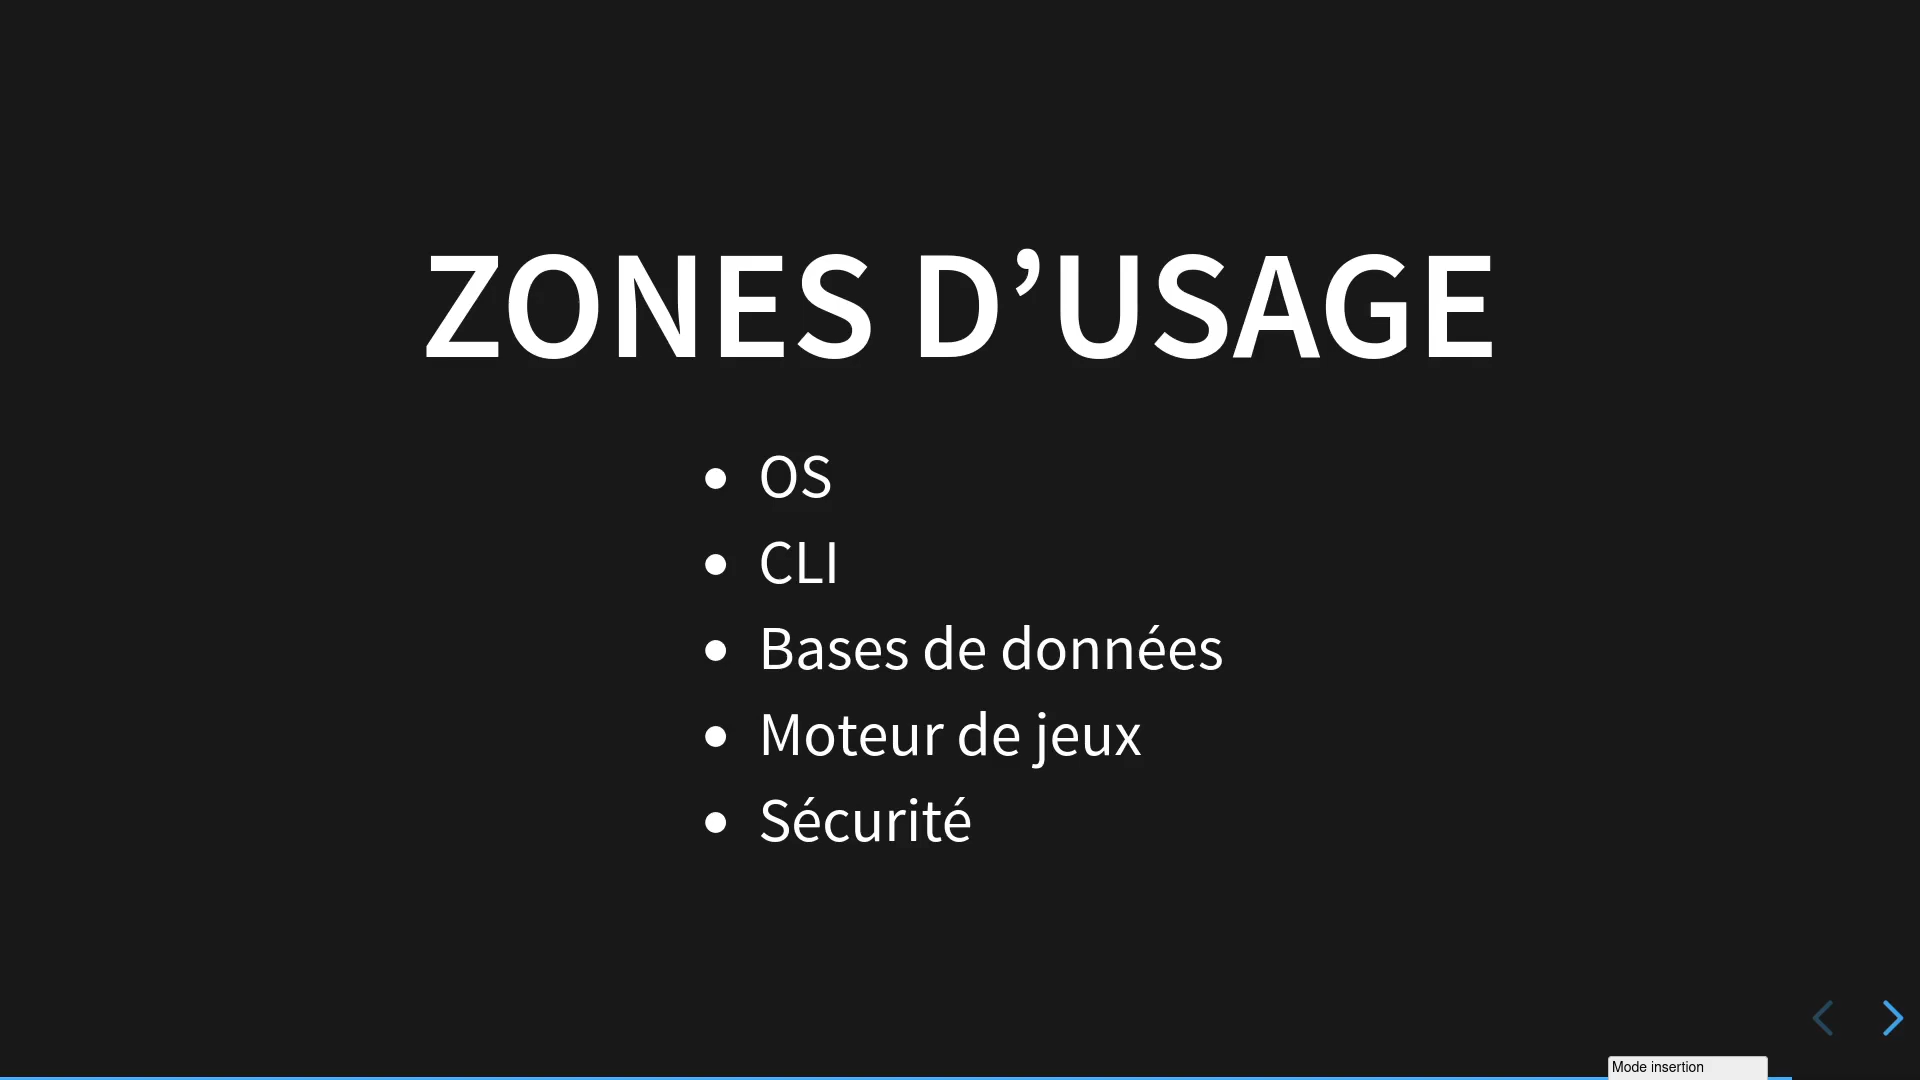 ZONES D’USAGE
OS
CLI
Bases de données
Moteur de jeux
Sécurité
Mode insertion